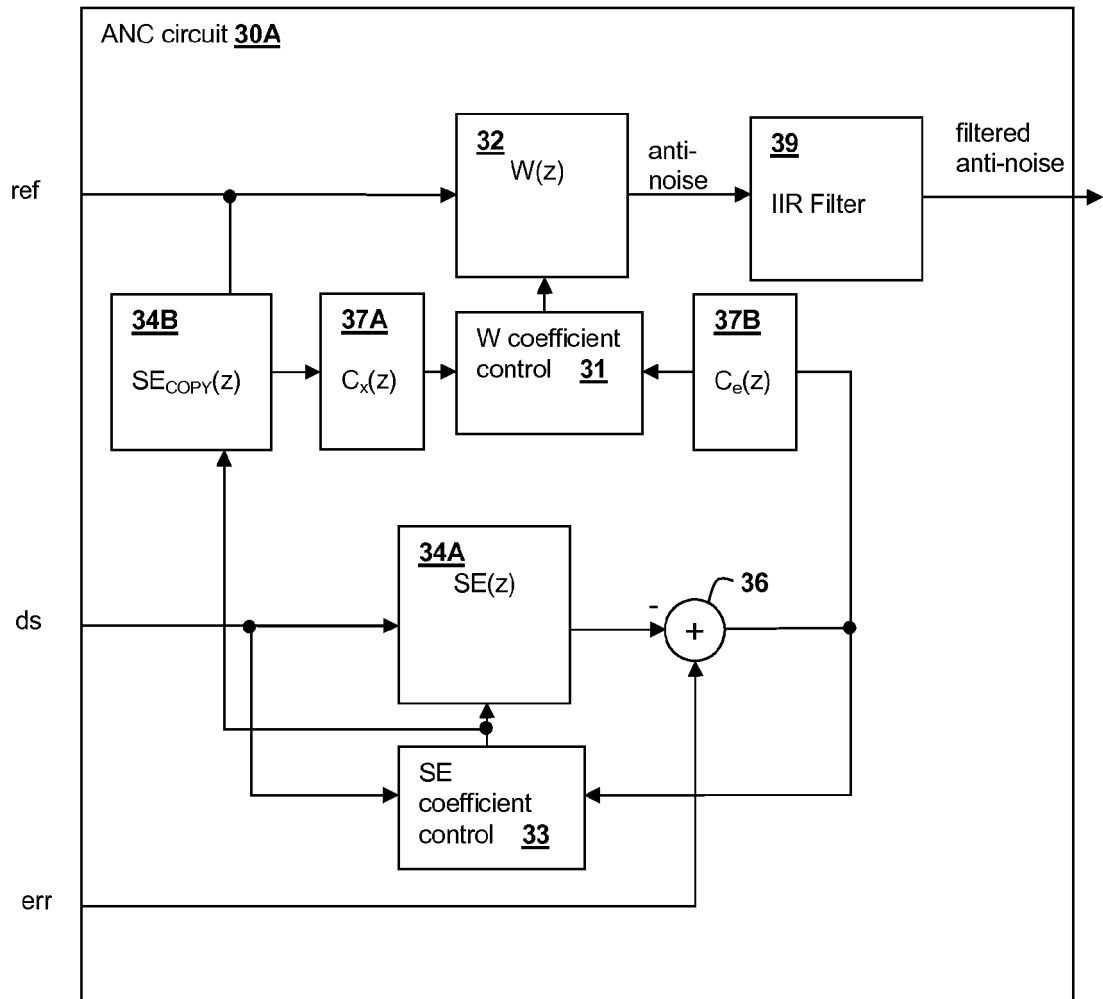 ANC circuit 30A
ref
32
W(z)
anti-
noise
39
IIR Filter
filtered
anti-noise
34B
SECOPY(z)
37A
Cx(z)
W coefficient
control 31
37B
Ce(z)
34A
SE(z)
ds
-
+
36
SE
coefficient
control 33
err